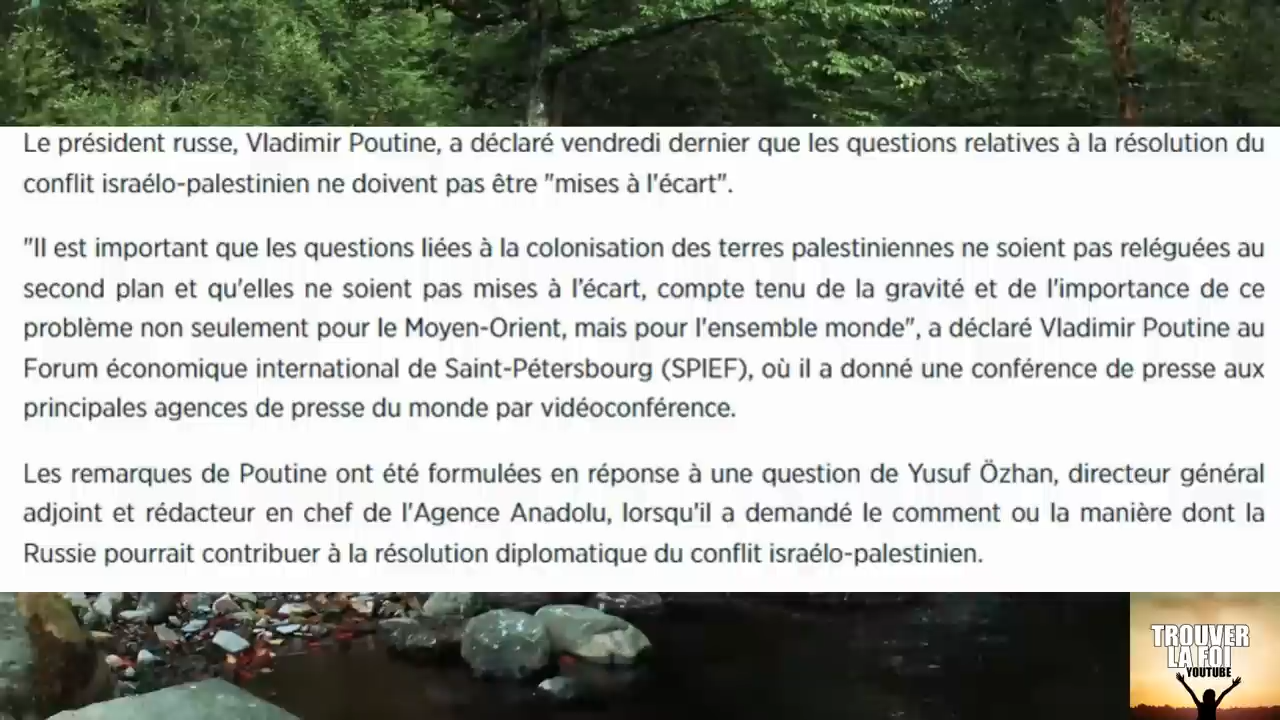 Le président russe, Vladimir Poutine, a déclaré vendredi dernier que les questions relatives à la résolution du
conflit israélo-palestinien ne doivent pas être "mises à l'écart".
"Il est important que les questions liées à la colonisation des terres palestiniennes ne soient pas reléguées au
second plan et qu'elles ne soient pas mises à l'écart, compte tenu de la gravité et de l'importance de ce
problème non seulement pour le Moyen-Orient, mais pour l'ensemble monde", a déclaré Vladimir Poutine au
Forum économique international de Saint-Pétersbourg (SPIEF), où il a donné une conférence de presse aux
principales agences de presse du monde par vidéoconférence.
Les remarques de Poutine ont été formulées en réponse à une question de Yusuf Özhan, directeur général
adjoint et rédacteur en chef de l'Agence Anadolu, lorsqu'il a demandé le comment ou la manière dont la
Russie pourrait contribuer à la résolution diplomatique du conflit israélo-palestinien.
TROUVER
LA FOI
YOUTUBE